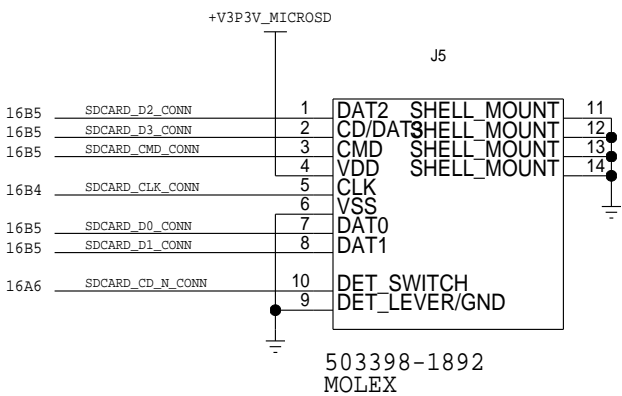 +V3P3V_MICROSD
J5
16B5 SDCARD_D2_CONN 1 DAT2 SHELL_MOUNT 11
16B5 SDCARD_D3_CONN 2 CD/DAT3 SHELL_MOUNT 12
16B5 SDCARD_CMD_CONN 3 CMD SHELL_MOUNT 13
4 VDD SHELL_MOUNT 14
16B4 SDCARD_CLK_CONN 5 CLK
6 VSS
16B5 SDCARD_D0_CONN 7 DAT0
16B5 SDCARD_D1_CONN 8 DAT1
16A6 SDCARD_CD_N_CONN 10 DET_SWITCH
9 DET_LEVER/GND
503398-1892
MOLEX